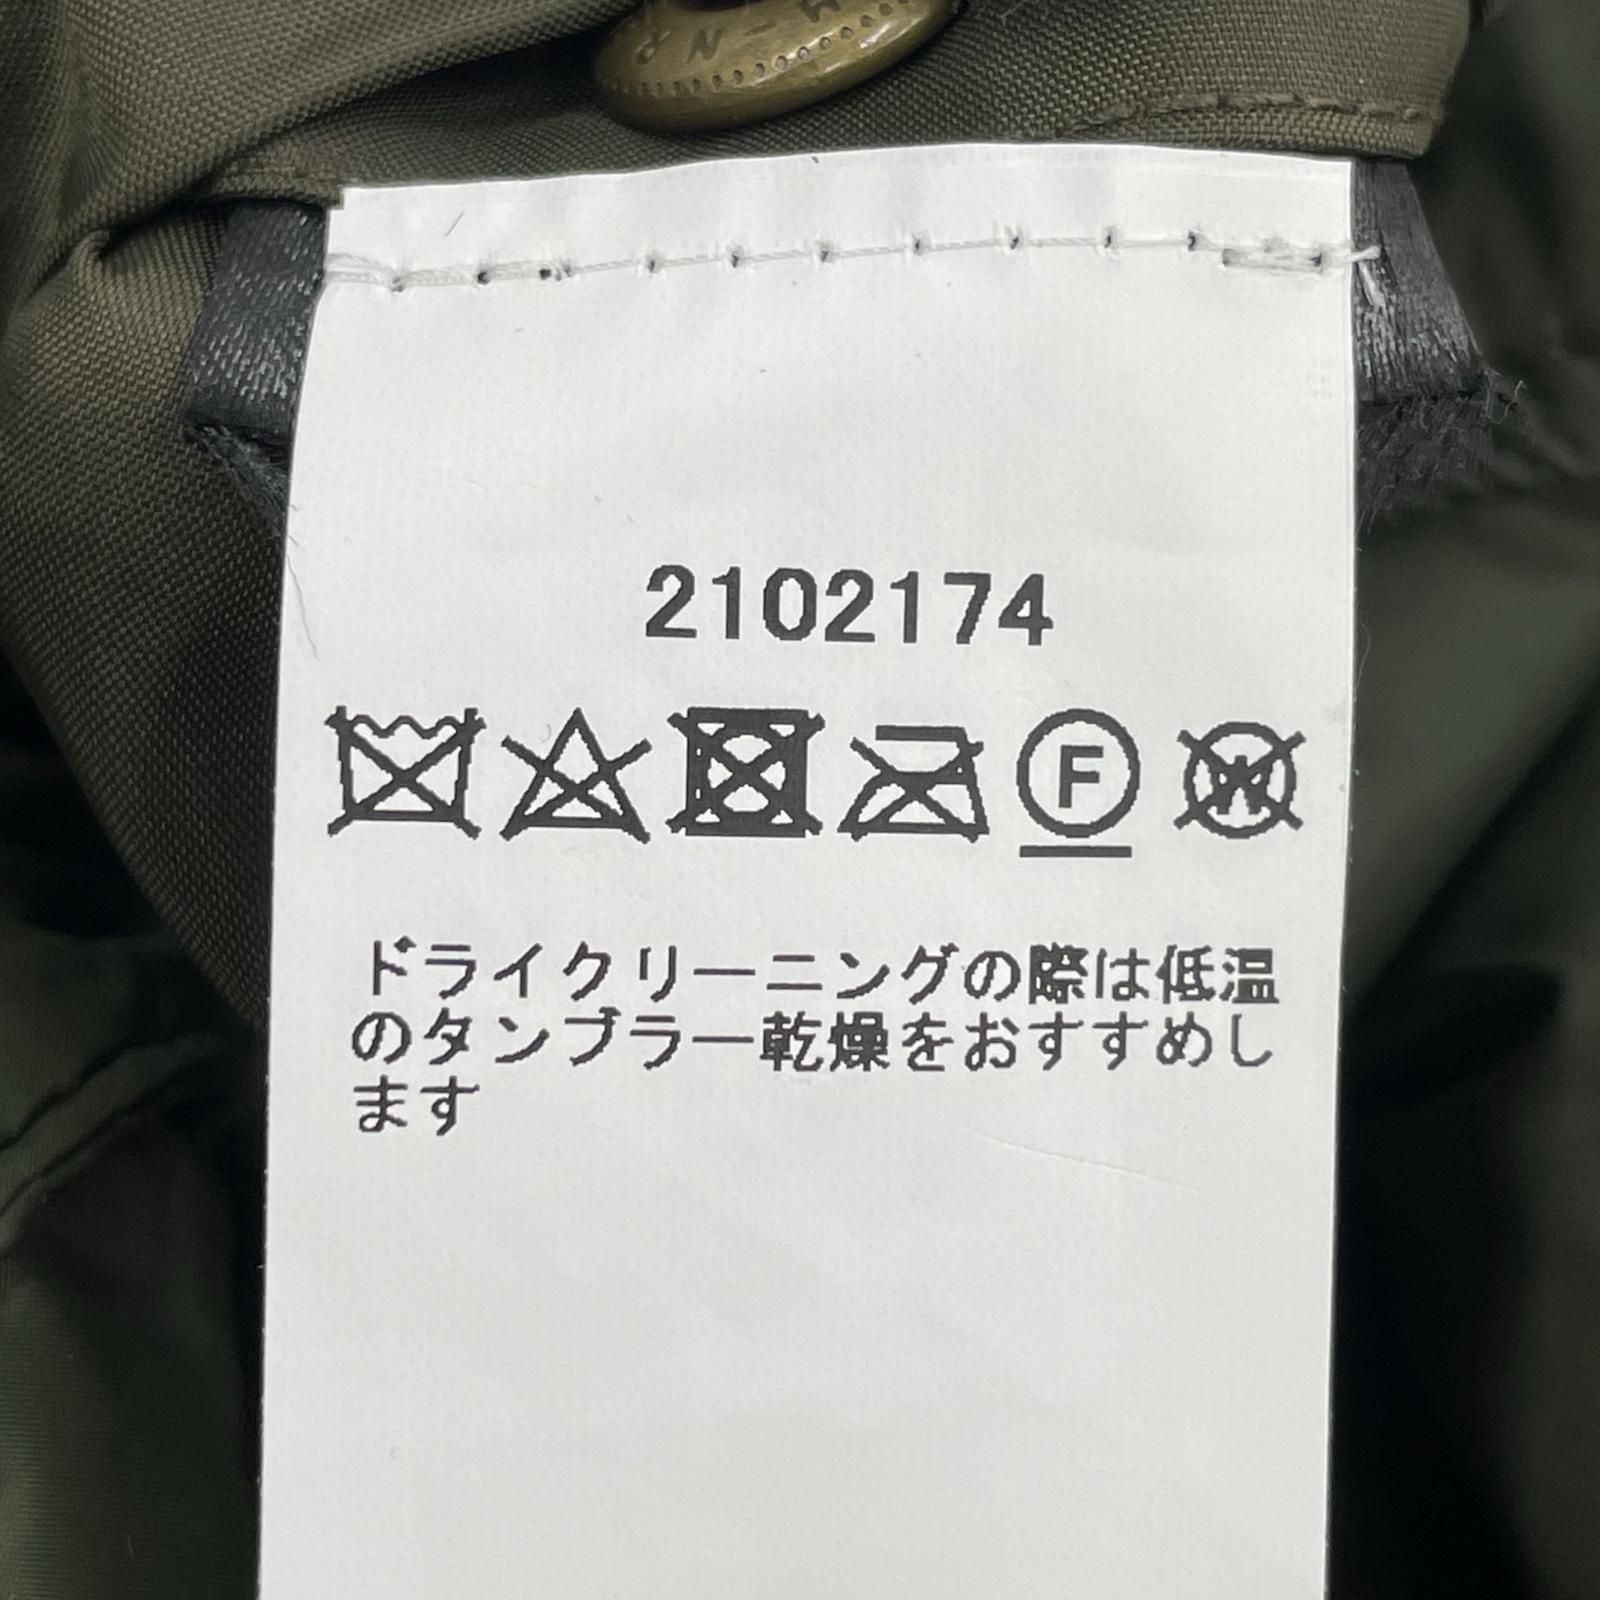 2102174
F W
ドライクリーニングの際は低温
のタンブラー乾燥をおすすめし
ます